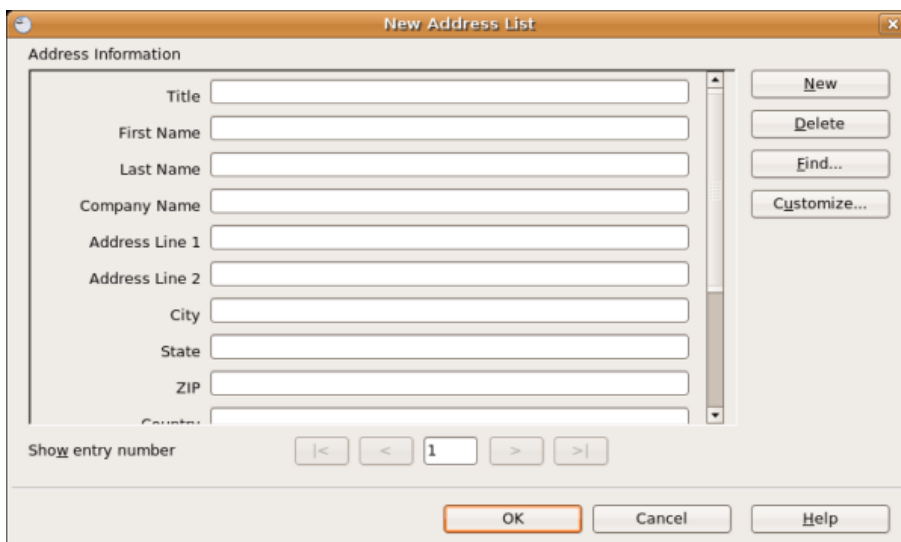 New Address List
Address Information
Title
First Name
Last Name
Company Name
Address Line 1
Address Line 2
City
State
ZIP
Country
New
Delete
Find...
Customize...
Show entry number
|<
<
1
>
>|
OK
Cancel
Help